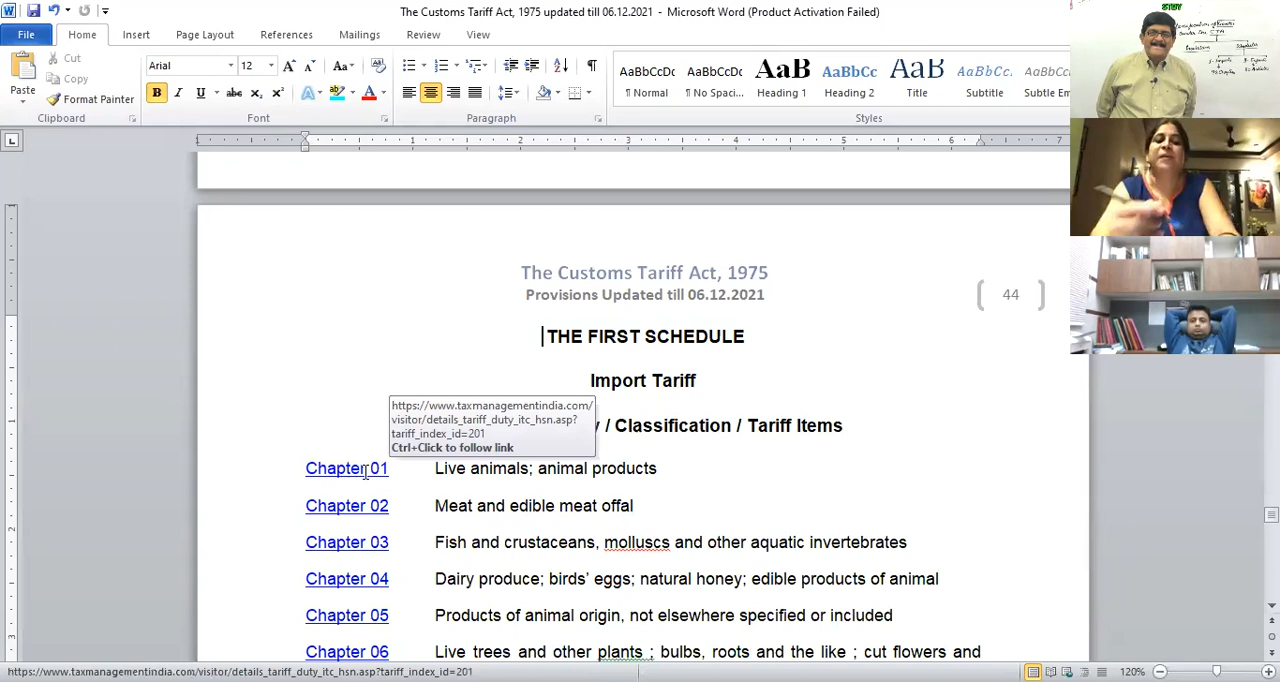 The Customs Tariff Act, 1975 updated till 06.12.2021 - Microsoft Word (Product Activation Failed)
File Home Insert Page Layout References Mailings Review View
Paste Cut Copy Format Painter
Arial 12
AaBbCcDc AaBbCcDc AaB AaBbCc AaBbCcD AaBbCcD AaBbCcDc
¶ Normal ¶ No Spaci... Heading 1 Heading 2 Title Subtitle Subtle Em
Clipboard Font Paragraph Styles
The Customs Tariff Act, 1975
Provisions Updated till 06.12.2021
44
THE FIRST SCHEDULE
Import Tariff
/ Classification / Tariff Items
https://www.taxmanagementindia.com/
visitor/details_tariff_duty_itc_hsn.asp?
tariff_index_id=201
Ctrl+Click to follow link
Chapter 01 Live animals; animal products
Chapter 02 Meat and edible meat offal
Chapter 03 Fish and crustaceans, molluscs and other aquatic invertebrates
Chapter 04 Dairy produce; birds’ eggs; natural honey; edible products of animal
Chapter 05 Products of animal origin, not elsewhere specified or included
Chapter 06 Live trees and other plants ; bulbs, roots and the like ; cut flowers and
https://www.taxmanagementindia.com/visitor/details_tariff_duty_itc_hsn.asp?tariff_index_id=201
120%
STUDY